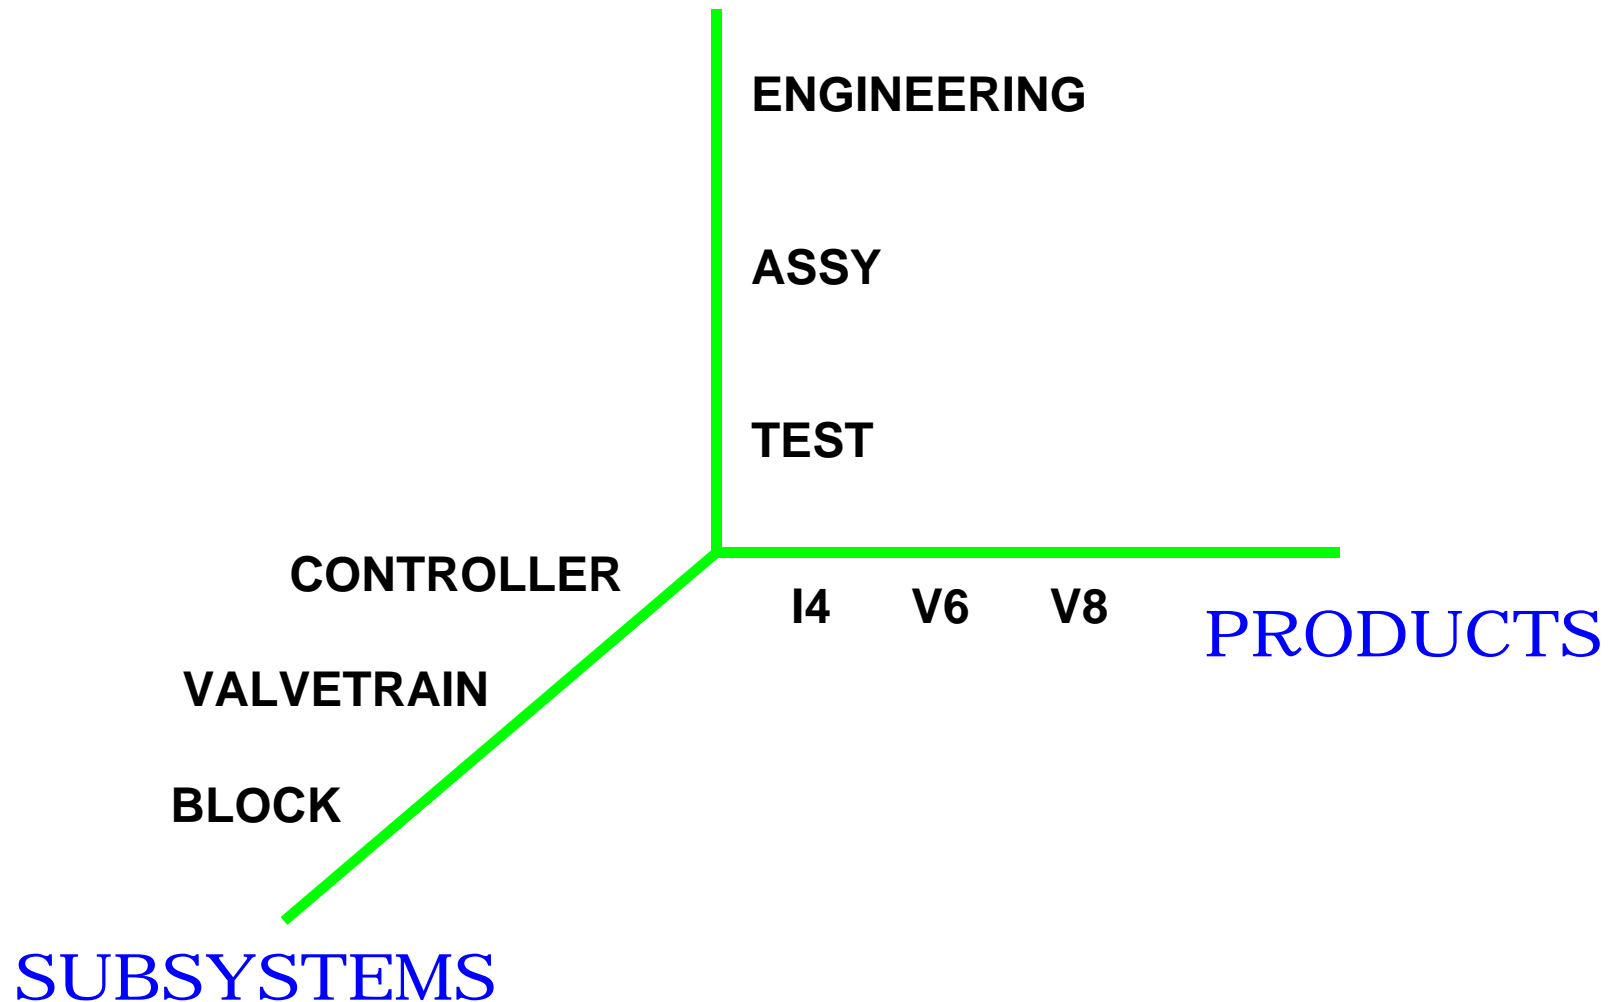 ENGINEERING
ASSY
TEST
CONTROLLER
I4 V6 V8
PRODUCTS
VALVETRAIN
BLOCK
SUBSYSTEMS